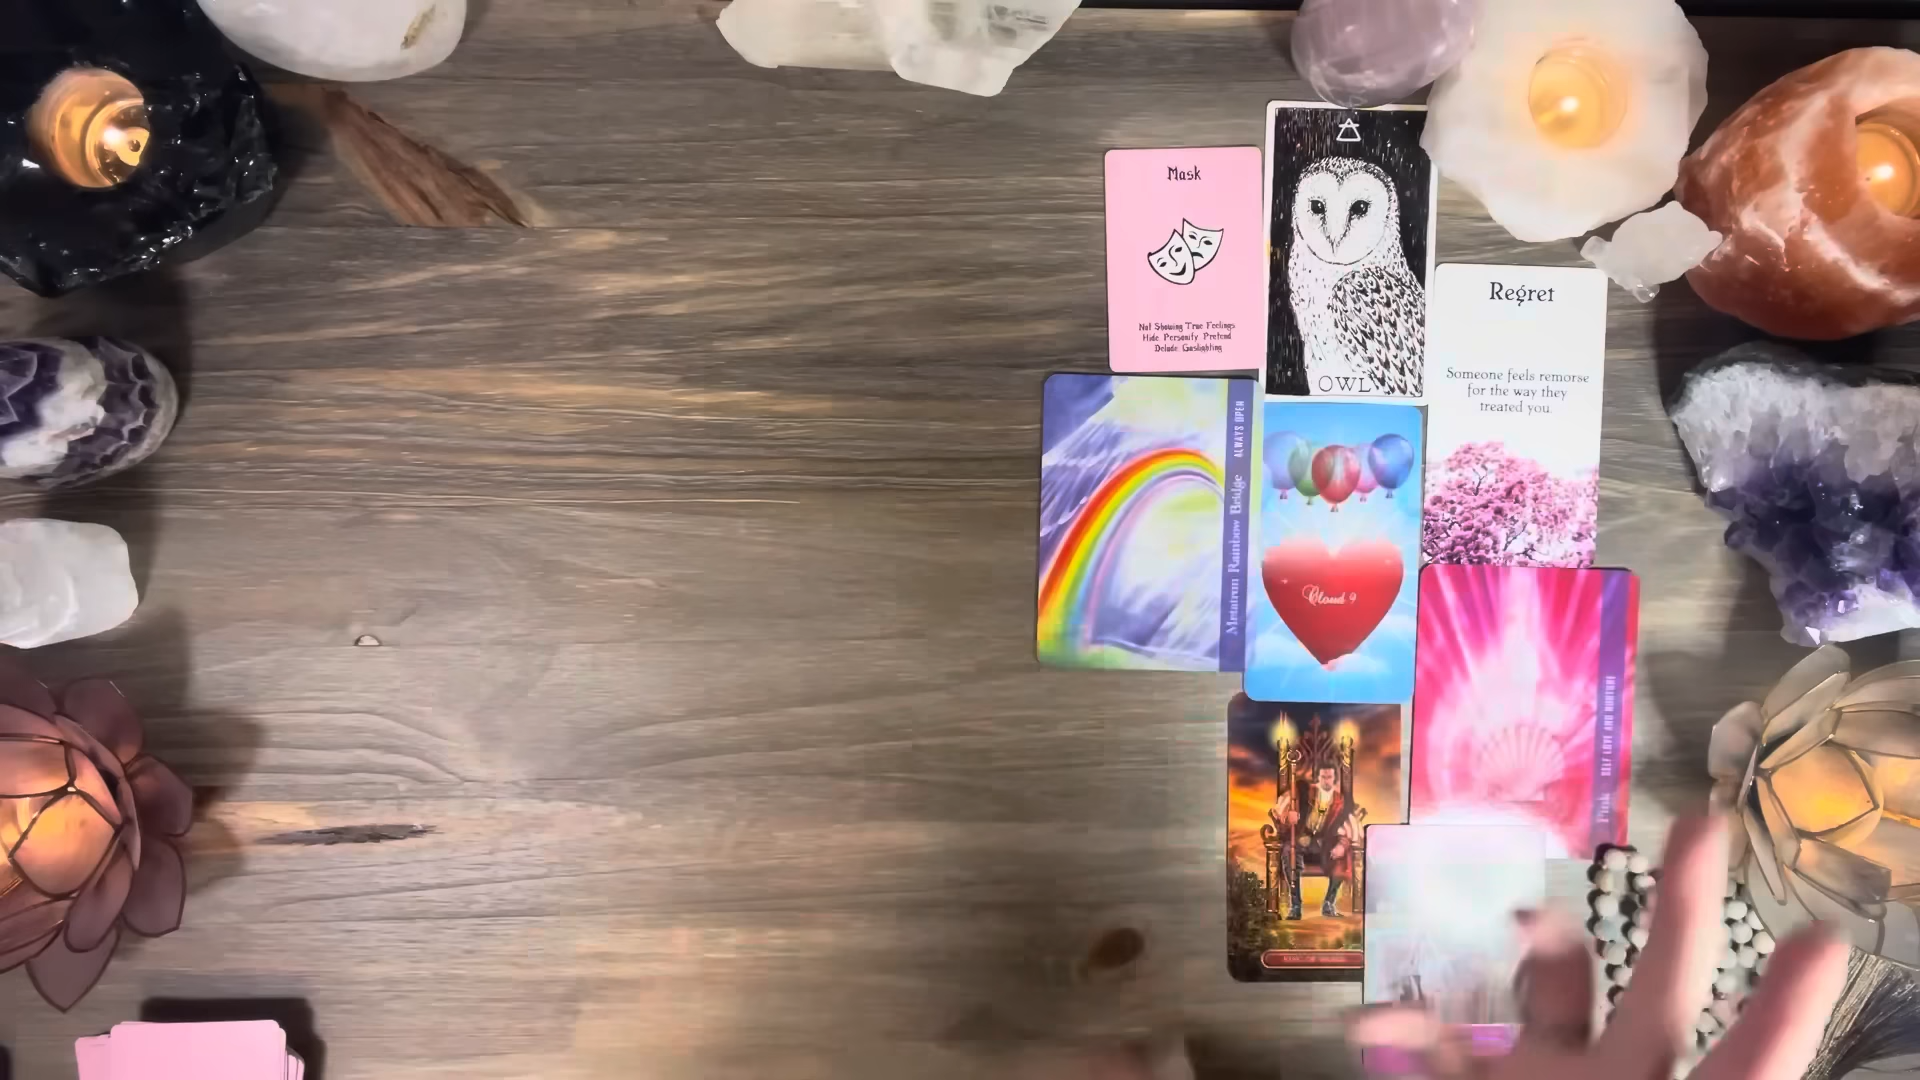 Mask
Not Showing True Feelings
Hide Personify Pretend
Delude Gaslighting
OWL
Regret
Someone feels remorse
for the way they
treated you.
Metatron Rainbow Bridge ALWAYS OPEN
Cloud 9
Pink SELF LOVE AND NURTURE